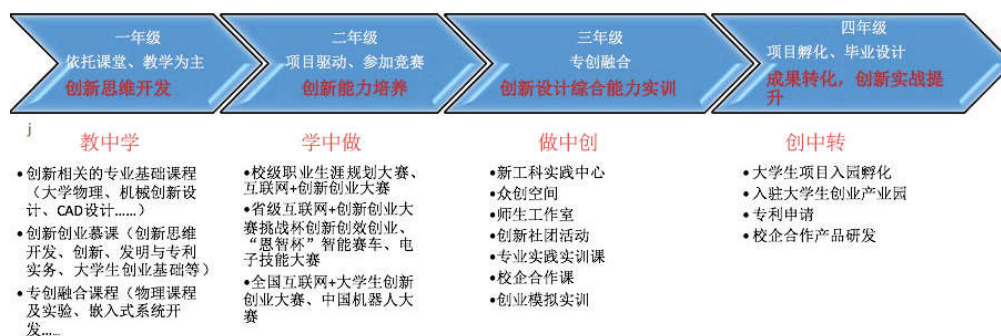 一年级
依托课堂、教学为主
创新思维开发
二年级
项目驱动、参加竞赛
创新能力培养
三年级
专创融合
创新设计综合能力实训
四年级
项目孵化、毕业设计
成果转化，创新实战提
升
j
教中学
•创新相关的专业基础课程
（大学物理、机械创新设
计、CAD设计……）
•创新创业慕课（创新思维
开发、创新、发明与专利
实务、大学生创业基础等）
•专创融合课程（物理课程
及实验、嵌入式系统开
发……
学中做
•校级职业生涯规划大赛、
互联网+创新创业大赛
•省级互联网+创新创业大
赛挑战杯创新创效创业、
“恩智杯”智能赛车、电
子技能大赛
•全国互联网+大学生创新
创业大赛、中国机器人大
赛
做中创
•新工科实践中心
•众创空间
•师生工作室
•创新社团活动
•专业实践实训课
•校企合作课
•创业模拟实训
创中转
•大学生项目入园孵化
•入驻大学生创业产业园
•专利申请
•校企合作产品研发